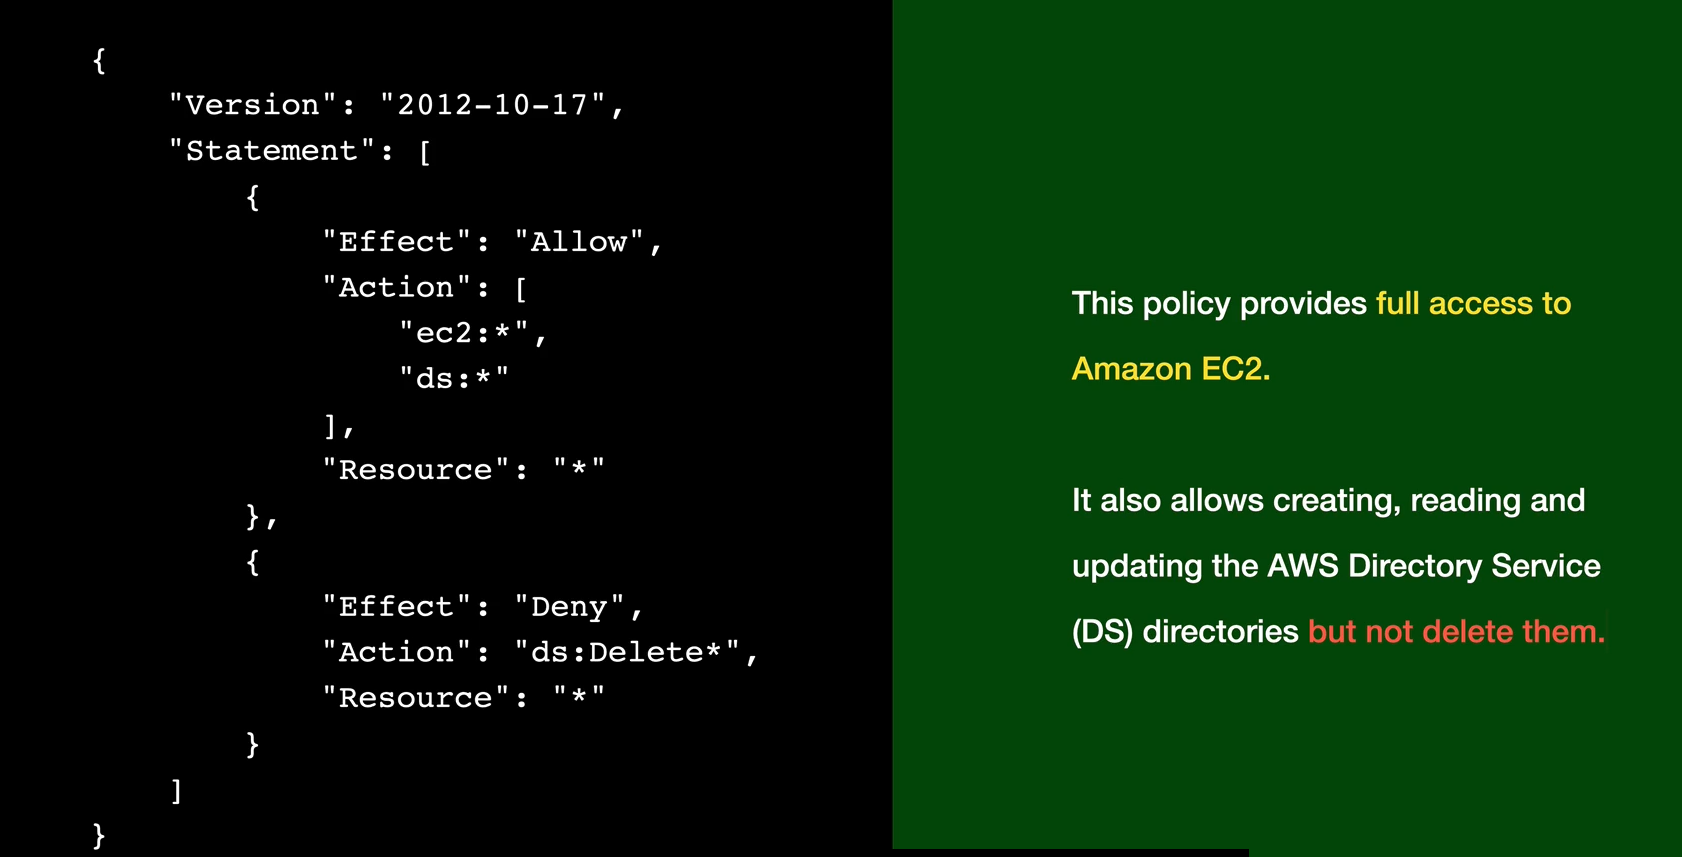 {
"Version": "2012-10-17",
"Statement": [
{
"Effect": "Allow",
"Action": [
"ec2:*",
"ds:*"
],
"Resource": "*"
},
{
"Effect": "Deny",
"Action": "ds:Delete*",
"Resource": "*"
}
]
}
This policy provides full access to
Amazon EC2.
It also allows creating, reading and
updating the AWS Directory Service
(DS) directories but not delete them.